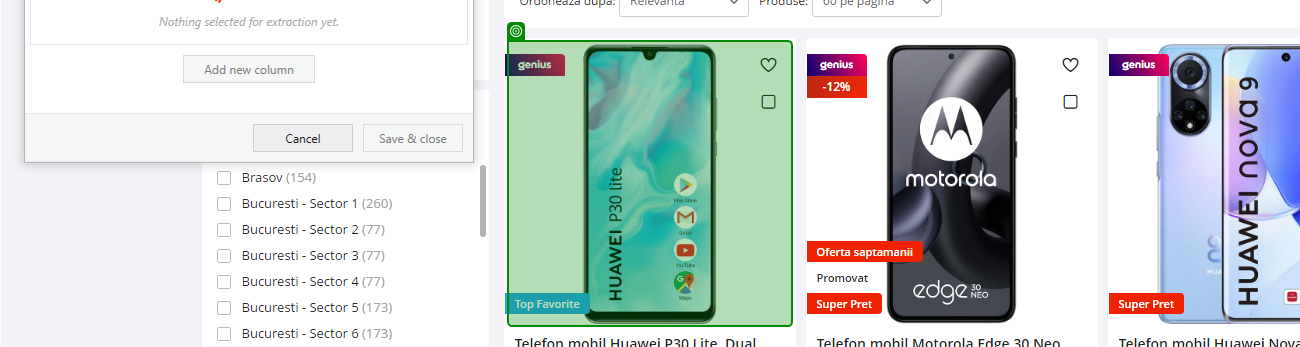 Nothing selected for extraction yet.
Add new column
Cancel
Save & close
Brasov (154)
Bucuresti - Sector 1 (260)
Bucuresti - Sector 2 (77)
Bucuresti - Sector 3 (77)
Bucuresti - Sector 4 (77)
Bucuresti - Sector 5 (173)
Bucuresti - Sector 6 (173)
Ordoneaza dupa:
Relevanta
Produse:
60 pe pagina
genius
HUAWEI P30 lite
Play Store
Gmail
YouTube
Maps
Top Favorite
Telefon mobil Huawei P30 Lite, Dual
genius
-12%
motorola
edge 30 NEO
Oferta saptamanii
Promovat
Super Pret
Telefon mobil Motorola Edge 30 Neo
genius
HUAWEI nova 9
Super Pret
Telefon mobil Huawei Nova